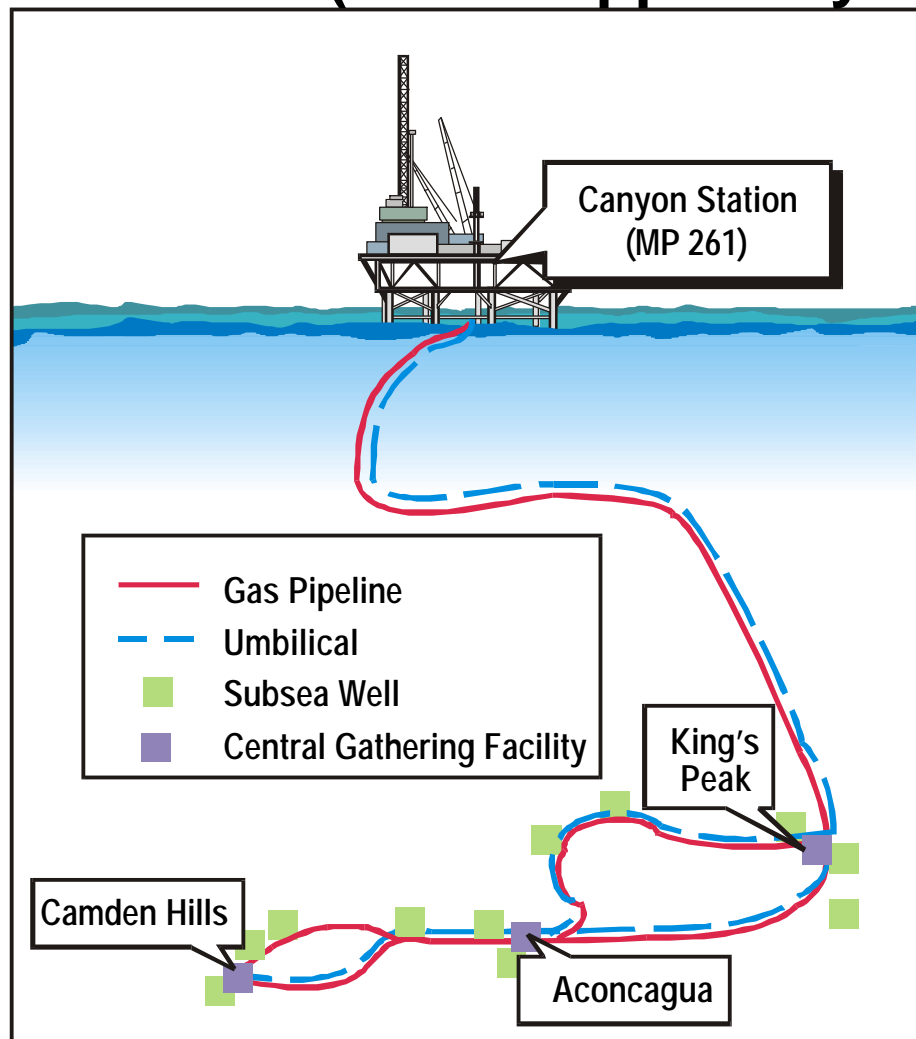 Canyon Station
(MP 261)
Gas Pipeline
Umbilical
Subsea Well
Central Gathering Facility
King's
Peak
Camden Hills
Aconcagua